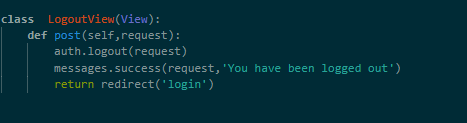 class  LogoutView(View):
    def post(self,request):
        auth.logout(request)
        messages.success(request,'You have been logged out')
        return redirect('login')